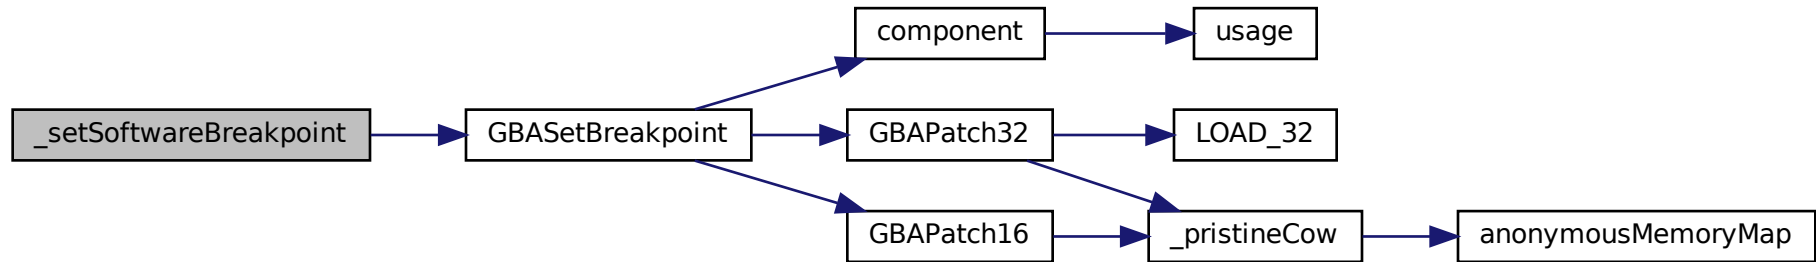 component
usage
_setSoftwareBreakpoint
GBASetBreakpoint
GBAPatch32
LOAD_32
GBAPatch16
_pristineCow
anonymousMemoryMap